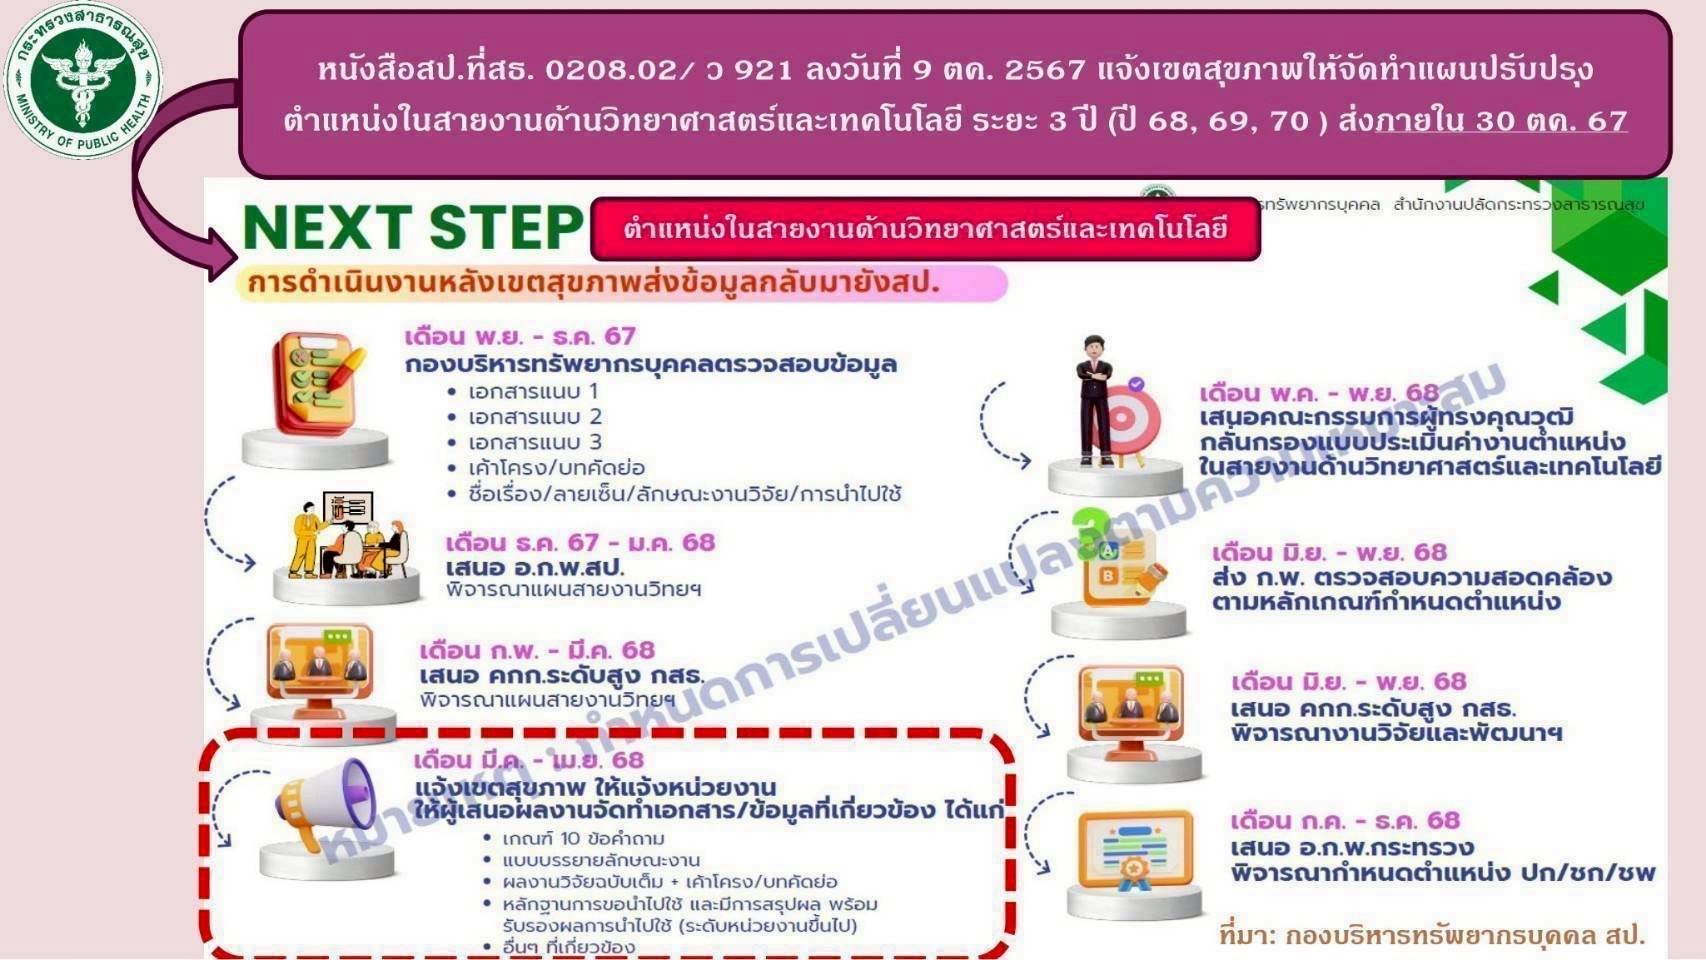 กระทรวงสาธารณสุข
MINISTRY OF PUBLIC HEALTH
หนังสือสป.ที่สธ. 0208.02/ ว 921 ลงวันที่ 9 ตค. 2567 แจ้งเขตสุขภาพให้จัดทำแผนปรับปรุง
ตำแหน่งในสายงานด้านวิทยาศาสตร์และเทคโนโลยี ระยะ 3 ปี (ปี 68, 69, 70 ) ส่งภายใน 30 ตค. 67
NEXT STEP
ตำแหน่งในสายงานด้านวิทยาศาสตร์และเทคโนโลยี
ทรัพยากรบุคคล สำนักงานปลัดกระทรวงสาธารณสุข
การดำเนินงานหลังเขตสุขภาพส่งข้อมูลกลับมายังสป.
เดือน พ.ย. - ธ.ค. 67
กองบริหารทรัพยากรบุคคลตรวจสอบข้อมูล
• เอกสารแนบ 1
• เอกสารแนบ 2
• เอกสารแนบ 3
• เค้าโครง/บทคัดย่อ
• ชื่อเรื่อง/ลายเซ็น/ลักษณะงานวิจัย/การนำไปใช้
เดือน ธ.ค. 67 - ม.ค. 68
เสนอ อ.ก.พ.สป.
พิจารณาแผนสายงานวิทยฯ
เดือน ก.พ. - มี.ค. 68
เสนอ คกก.ระดับสูง กสธ.
พิจารณาแผนสายงานวิทยฯ
เดือน มี.ค. - เม.ย. 68
แจ้งเขตสุขภาพ ให้แจ้งหน่วยงาน
ให้ผู้เสนอผลงานจัดทำเอกสาร/ข้อมูลที่เกี่ยวข้อง ได้แก่
• เกณฑ์ 10 ข้อคำถาม
• แบบบรรยายลักษณะงาน
• ผลงานวิจัยฉบับเต็ม + เค้าโครง/บทคัดย่อ
• หลักฐานการขอนำไปใช้ และมีการสรุปผล พร้อม
รับรองผลการนำไปใช้ (ระดับหน่วยงานขึ้นไป)
• อื่นๆ ที่เกี่ยวข้อง
เดือน พ.ค. - พ.ย. 68
เสนอคณะกรรมการผู้ทรงคุณวุฒิ
กลั่นกรองแบบประเมินค่างานตำแหน่ง
ในสายงานด้านวิทยาศาสตร์และเทคโนโลยี
3
A
B
เดือน มิ.ย. - พ.ย. 68
ส่ง ก.พ. ตรวจสอบความสอดคล้อง
ตามหลักเกณฑ์กำหนดตำแหน่ง
เดือน มิ.ย. - พ.ย. 68
เสนอ คกก.ระดับสูง กสธ.
พิจารณางานวิจัยและพัฒนาฯ
เดือน ก.ค. - ธ.ค. 68
เสนอ อ.ก.พ.กระทรวง
พิจารณากำหนดตำแหน่ง ปก/ชก/ชพ
หมายเหตุ : กำหนดการเปลี่ยนแปลงตามความเหมาะสม
ที่มา: กองบริหารทรัพยากรบุคคล สป.